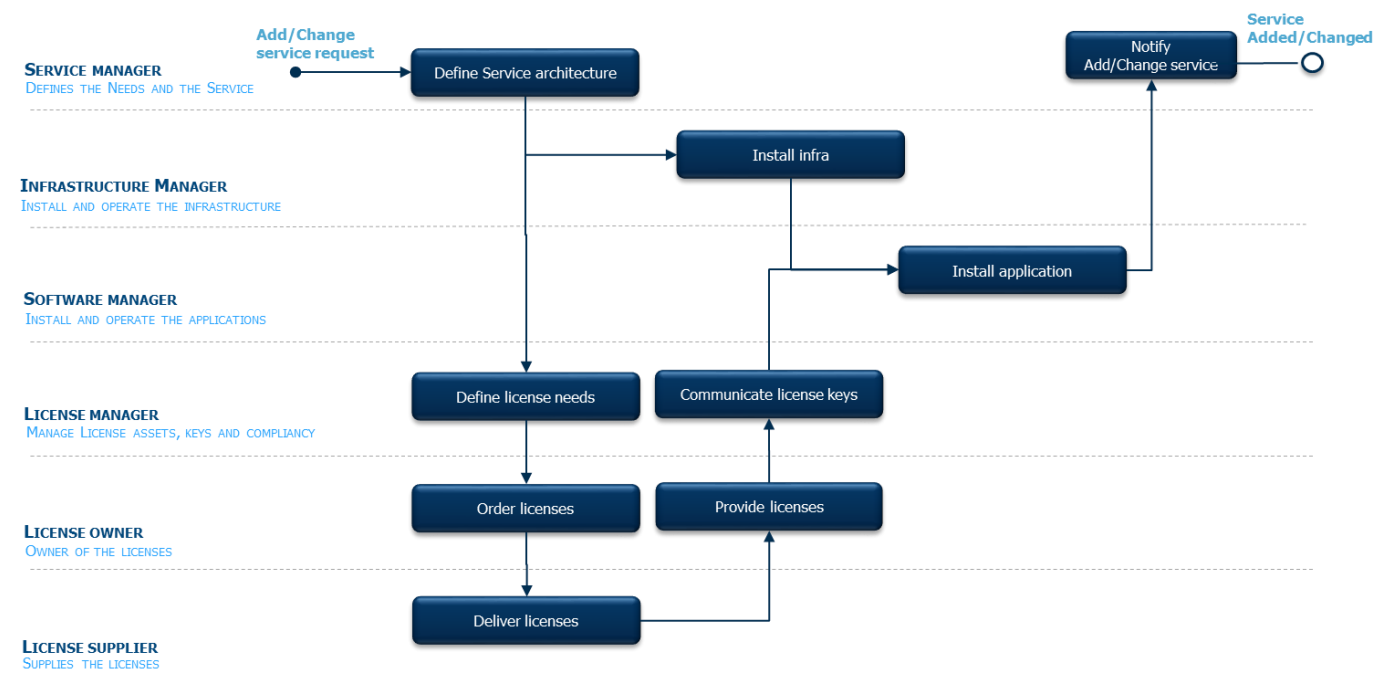 Service
Added/Changed
Add/Change
service request
Notify
Add/Change service
SERVICE MANAGER
DEFINES THE NEEDS AND THE SERVICE
Define Service architecture
Install infra
INFRASTRUCTURE MANAGER
INSTALL AND OPERATE THE INFRASTRUCTURE
Install application
SOFTWARE MANAGER
INSTALL AND OPERATE THE APPLICATIONS
Define license needs
Communicate license keys
LICENSE MANAGER
MANAGE LICENSE ASSETS, KEYS AND COMPLIANCY
Order licenses
Provide licenses
LICENSE OWNER
OWNER OF THE LICENSES
Deliver licenses
LICENSE SUPPLIER
SUPPLIES THE LICENSES